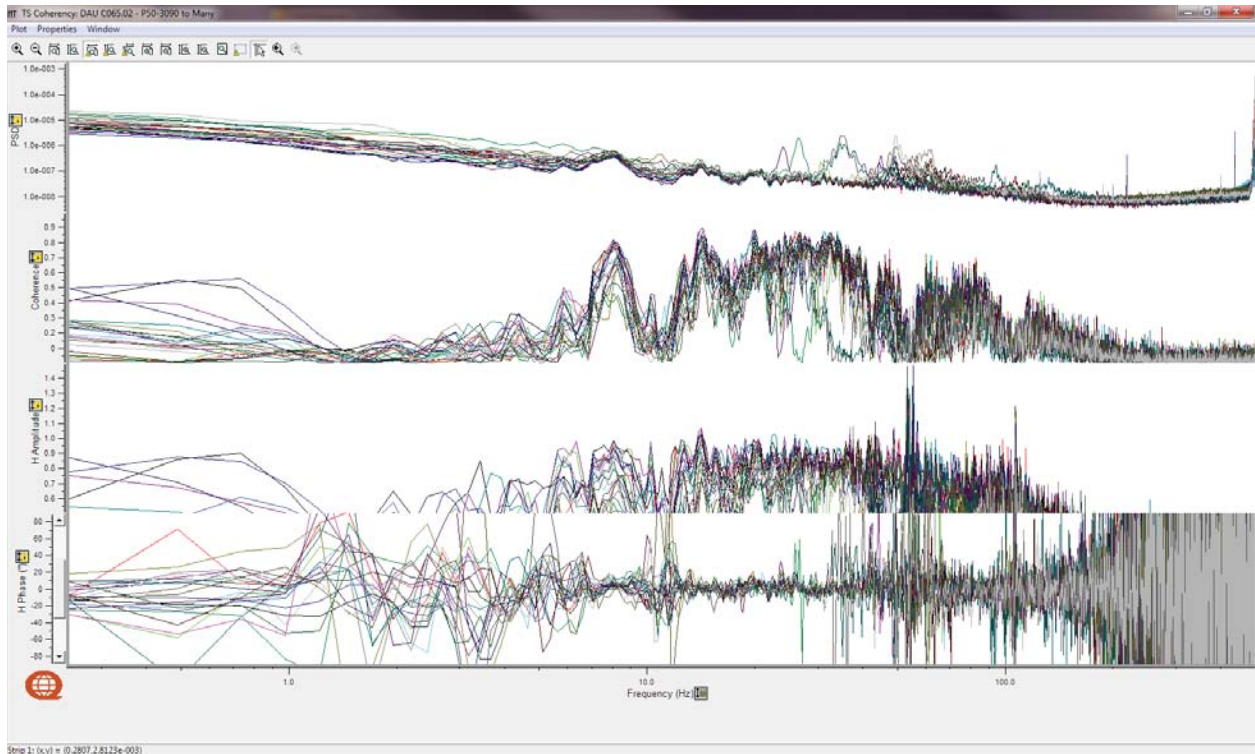 TS Coherency: DAU C065.02 - P50-3090 to Many
Plot Properties Window
1.0e-003
1.0e-004
1.0e-005
1.0e-006
1.0e-007
1.0e-008
PSD
0.9
0.8
0.7
0.6
0.5
0.4
0.3
0.2
0
Coherence
1.4
1.3
1.2
1.1
1.0
0.9
0.8
0.7
0.6
H Amplitude
80
60
40
20
0
-20
-40
-60
-80
H Phase (°)
1.0
10.0
100.0
Frequency (Hz)
Strip 1: (x,y) = (0.2807,2.8123e-003)